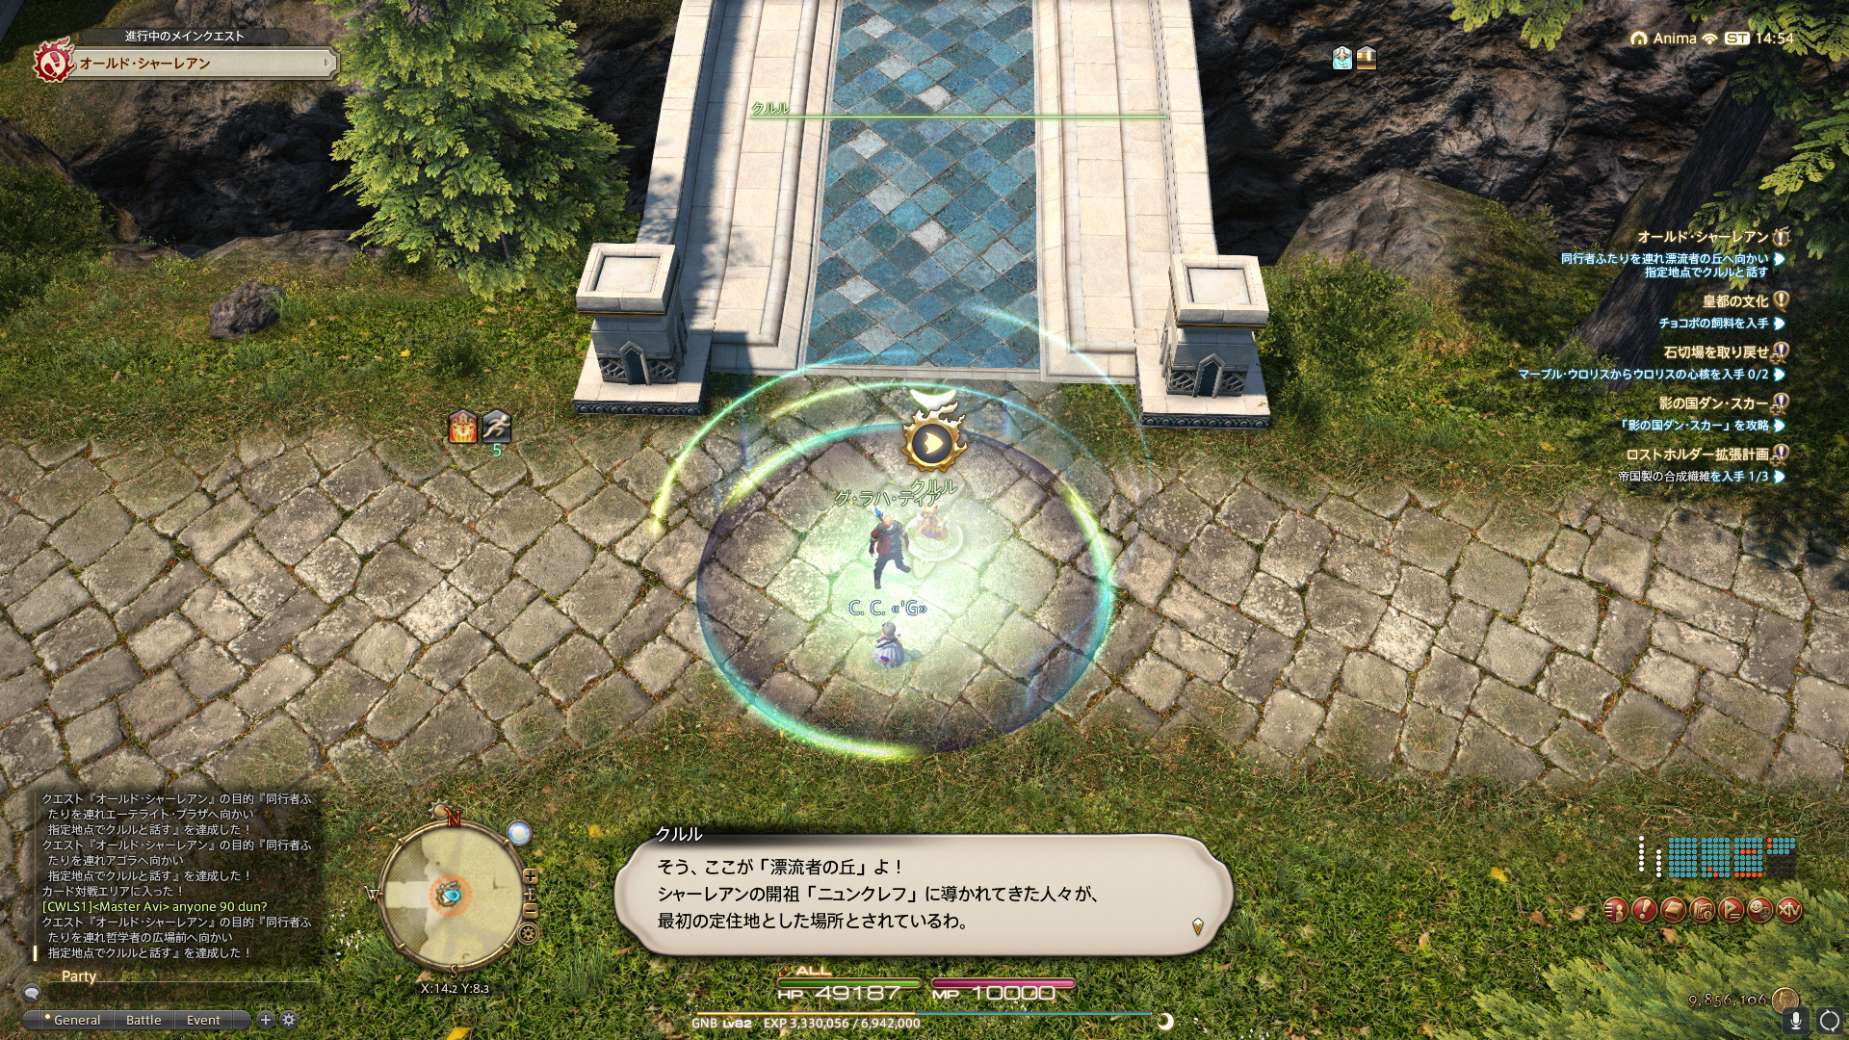 進行中のメインクエスト
オールド・シャーレアン
Anima ST 14:54
クルル
オールド・シャーレアン
同行者ふたりを連れ漂流者の丘へ向かい
指定地点でクルルと話す
皇都の文化
チョコボの飼料を入手
石切場を取り戻せ
マーブル・ウロリスからウロリスの心核を入手 0/2
影の国ダン・スカー
「影の国ダン・スカー」を攻略
ロストホルダー拡張計画
帝国製の合成繊維を入手 1/3
5
クルル
グ・ラハ・ティア
C. C. «'G»
クエスト『オールド・シャーレアン』の目的『同行者ふ
たりを連れエーテライト・プラザへ向かい
指定地点でクルルと話す』を達成した！
クエスト『オールド・シャーレアン』の目的『同行者ふ
たりを連れアゴラへ向かい
指定地点でクルルと話す』を達成した！
カード対戦エリアに入った！
[CWLS1]<Master Avi> anyone 90 dun?
クエスト『オールド・シャーレアン』の目的『同行者ふ
たりを連れ哲学者の広場前へ向かい
指定地点でクルルと話す』を達成した！
Party
General Battle Event
N
X:14.2 Y:8.3
クルル
そう、ここが「漂流者の丘」よ！
シャーレアンの開祖「ニュンクレフ」に導かれてきた人々が、
最初の定住地とした場所とされているわ。
ALL
HP 49187 MP 10000
GNB Lv82 EXP 3,330,056 / 6,942,000
XIV
9,856,106